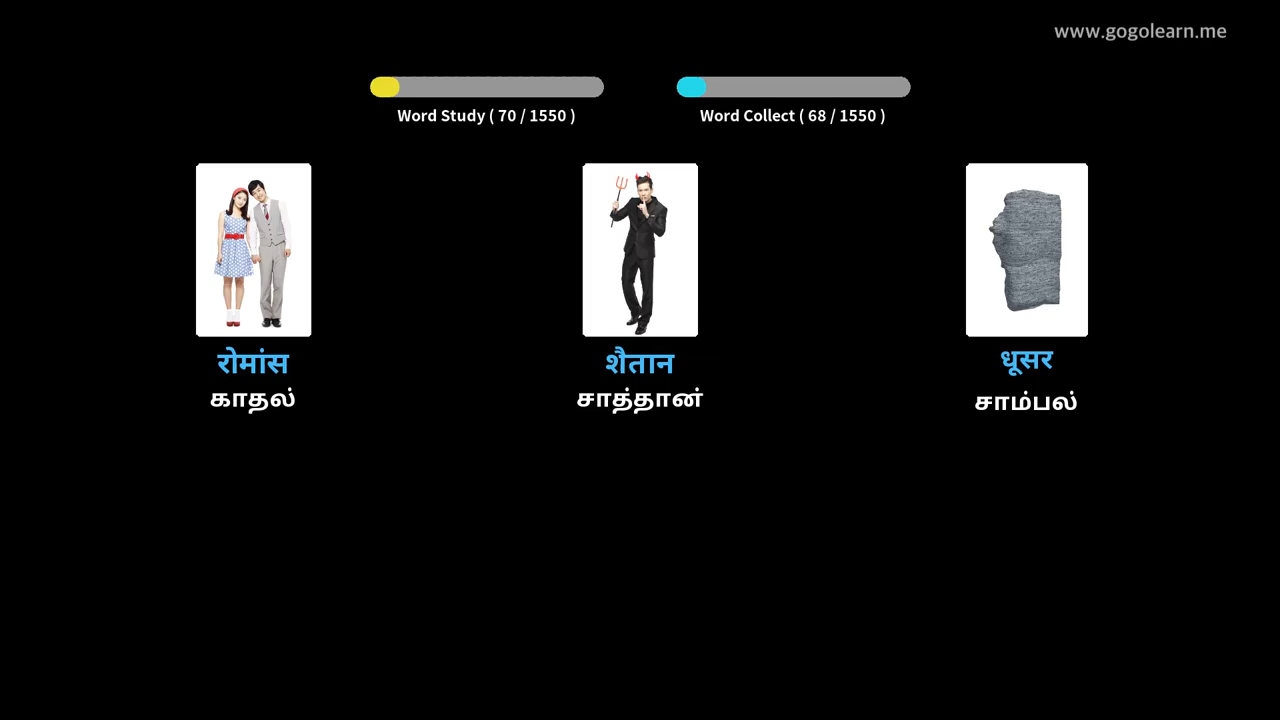 www.gogolearn.me
Word Study ( 70 / 1550 )
Word Collect ( 68 / 1550 )
रोमांस
காதல்
शैतान
சாத்தான்
धूसर
சாம்பல்